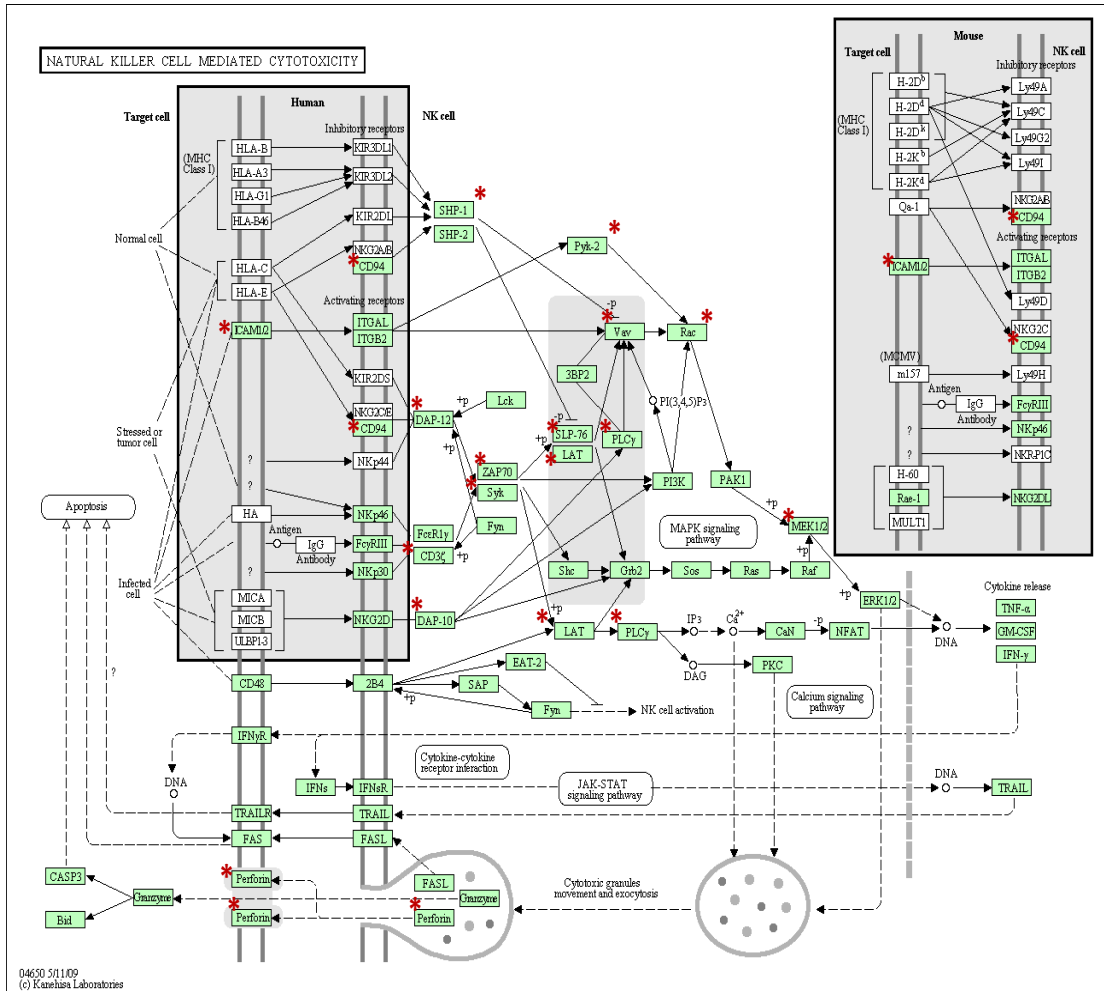 NATURAL KILLER CELL MEDIATED CYTOTOXICITY
Target cell
Human
NK cell
Inhibitory receptors
(MHC
Class I)
HLA-B
HLA-A3
HLA-G1
HLA-B46
KIR3DL1
KIR3DL2
KIR2DL
NKG2A/B
CD94
Normal cell
HLA-C
HLA-E
Activating receptors
ICAM1/2
ITGAL
ITGB2
KIR2DS
NKG2C/E
CD94
Stressed or
tumor cell
?
NKp44
?
HA
NKp46
Antigen
IgG
Antibody
FcγRIII
?
NKp30
Infected
cell
MICA
MICB
ULBP1-3
NKG2D
CD48
2B4
Apoptosis
?
SHP-1
SHP-2
Pyk-2
-p
Vav
Rac
3BP2
PI(3,4,5)P3
+p
Lck
DAP-12
+p
-p
+p
SLP-76
PLCγ
LAT
ZAP70
Syk
PI3K
PAK1
Fyn
FcεR1γ
CD3ζ
+p
+p
MEK1/2
MAPK signaling
pathway
+p
Shc
Grb2
Sos
Ras
Raf
DAP-10
+p
LAT
PLCγ
IP3
Ca2+
CaN
-p
NFAT
+p
ERK1/2
DNA
Cytokine release
TNF-α
GM-CSF
IFN-γ
DAG
PKC
EAT-2
SAP
+p
Fyn
NK cell activation
Calcium signaling
pathway
IFNγR
DNA
Cytokine-cytokine
receptor interaction
IFNs
IFNsR
JAK-STAT
signaling pathway
DNA
TRAIL
TRAILR
TRAIL
FAS
FASL
CASP3
Perforin
FASL
Granzyme
Granzyme
Bid
Perforin
Perforin
Cytotoxic granules
movement and exocytosis
Mouse
Target cell
NK cell
Inhibitory receptors
(MHC
Class I)
H-2Db
H-2Dd
H-2Dk
H-2Kb
H-2Kd
Qa-1
Ly49A
Ly49C
Ly49G2
Ly49I
NKG2A/B
CD94
Activating receptors
ICAM1/2
ITGAL
ITGB2
Ly49D
NKG2C
CD94
(MCMV)
m157
Ly49H
Antigen
IgG
Antibody
FcγRIII
?
NKp46
?
NKR-P1C
H-60
Rae-1
MULT1
NKG2DL
04650 5/11/09
(c) Kanehisa Laboratories